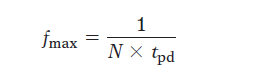 f_max = 1 / (N × t_pd)